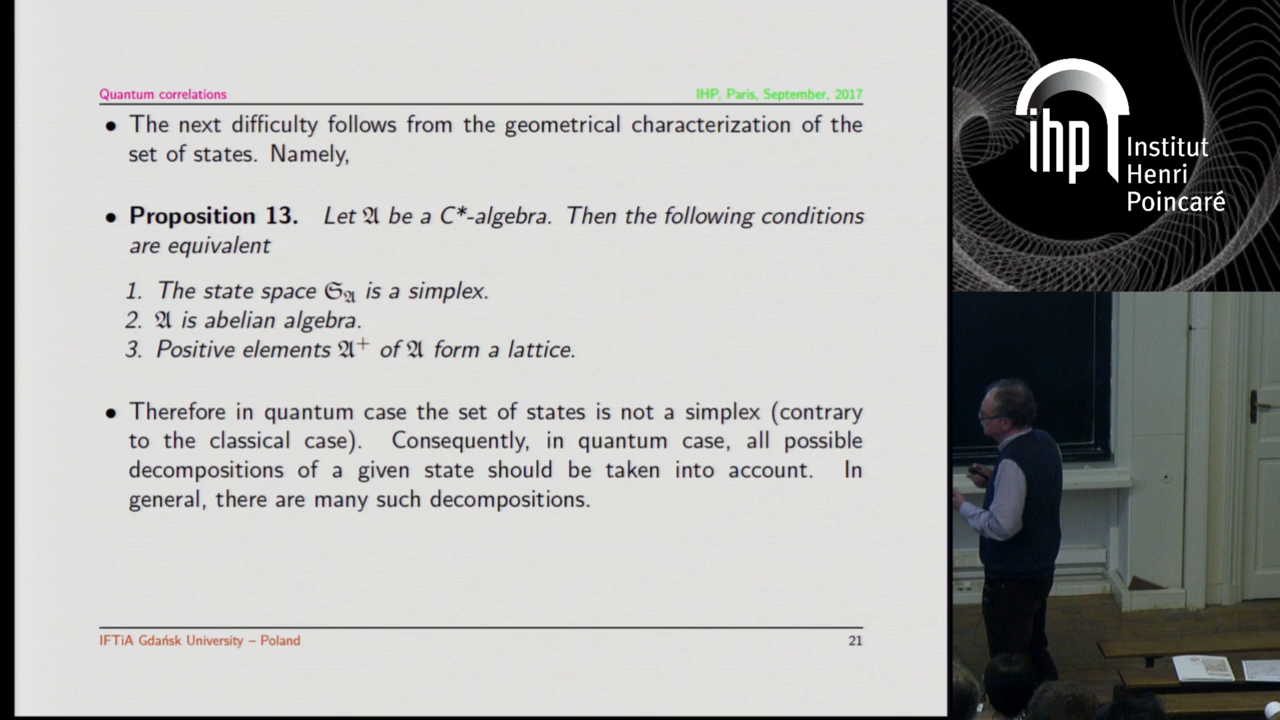 Quantum correlations
IHP, Paris, September, 2017
• The next difficulty follows from the geometrical characterization of the
set of states. Namely,
• Proposition 13. Let 𝔄 be a C*-algebra. Then the following conditions
are equivalent
1. The state space 𝔖_𝔄 is a simplex.
2. 𝔄 is abelian algebra.
3. Positive elements 𝔄⁺ of 𝔄 form a lattice.
• Therefore in quantum case the set of states is not a simplex (contrary
to the classical case). Consequently, in quantum case, all possible
decompositions of a given state should be taken into account. In
general, there are many such decompositions.
IFTiA Gdańsk University – Poland
21
ihp
Institut
Henri
Poincaré